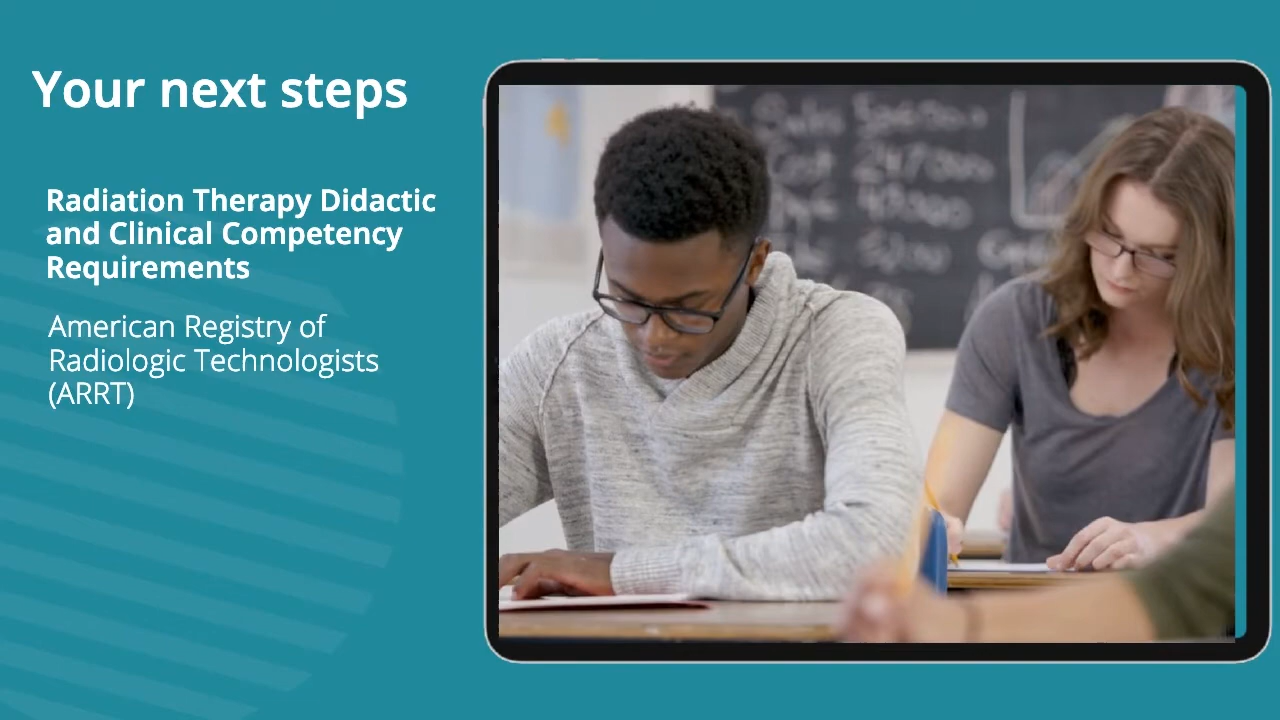 Your next steps
Radiation Therapy Didactic
and Clinical Competency
Requirements
American Registry of
Radiologic Technologists
(ARRT)